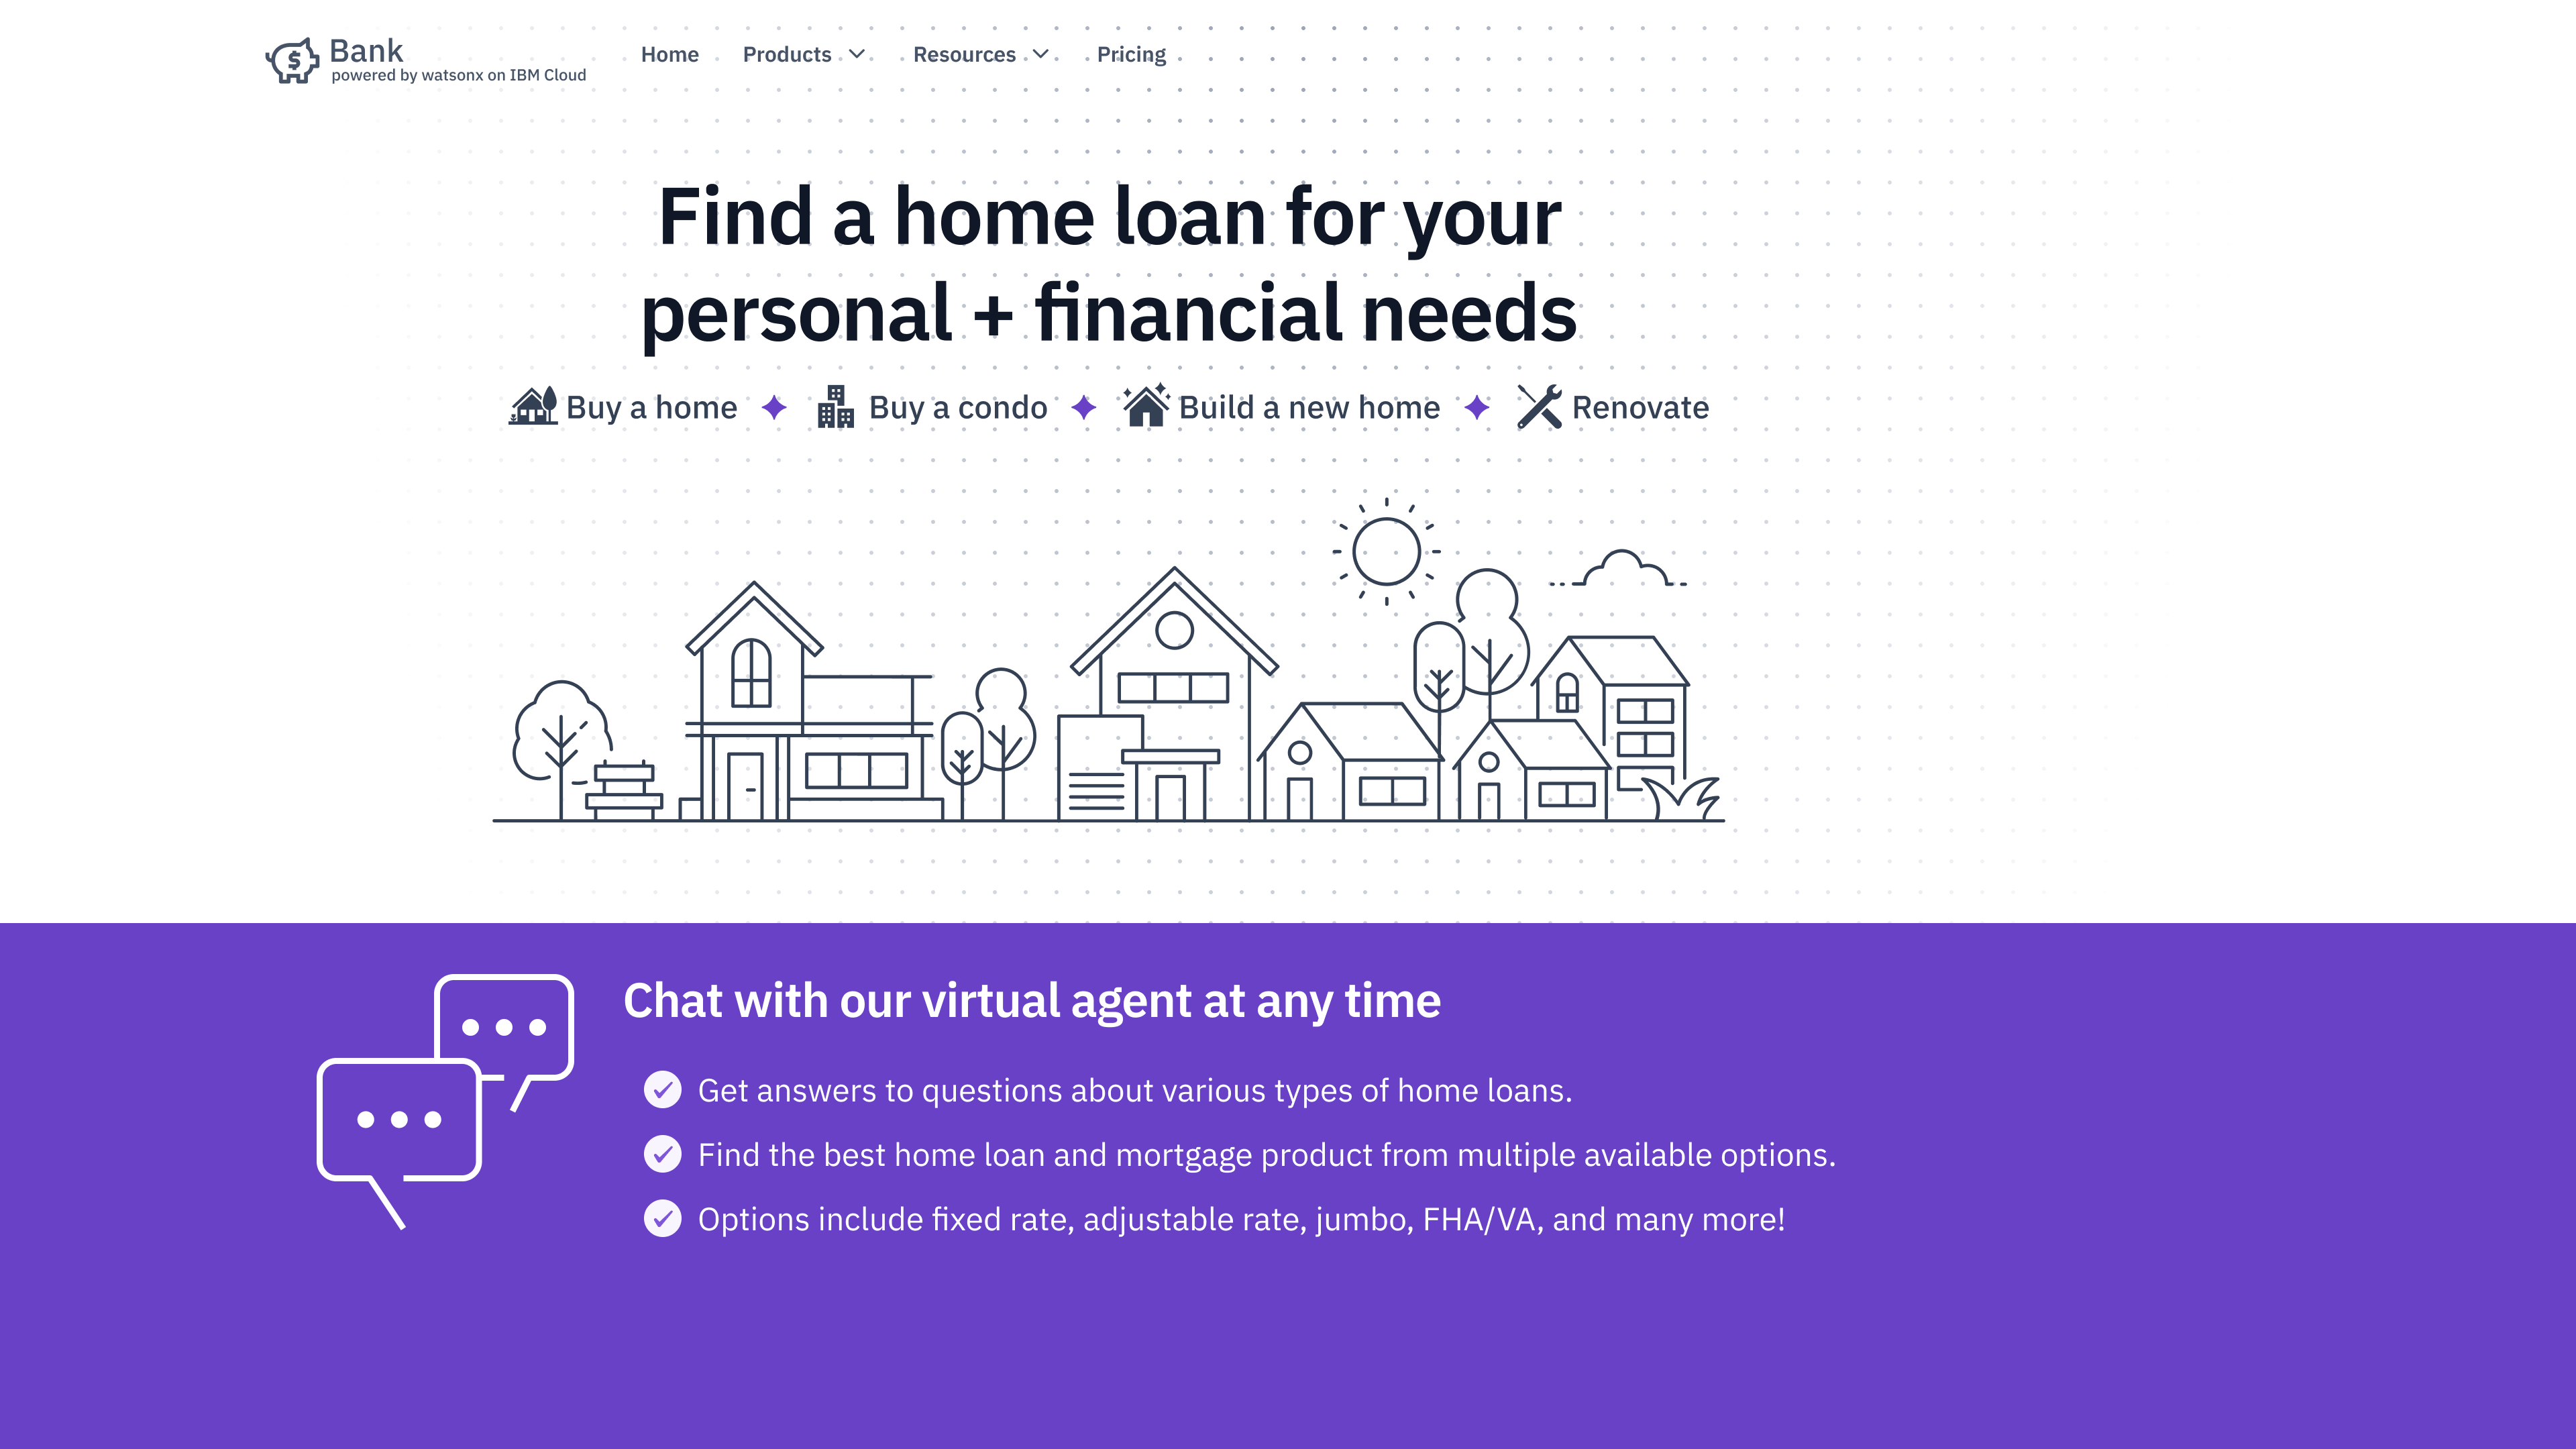 Bank
powered by watsonx on IBM Cloud
Home Products Resources Pricing
Find a home loan for your
personal + financial needs
Buy a home Buy a condo Build a new home Renovate
Chat with our virtual agent at any time
Get answers to questions about various types of home loans.
Find the best home loan and mortgage product from multiple available options.
Options include fixed rate, adjustable rate, jumbo, FHA/VA, and many more!